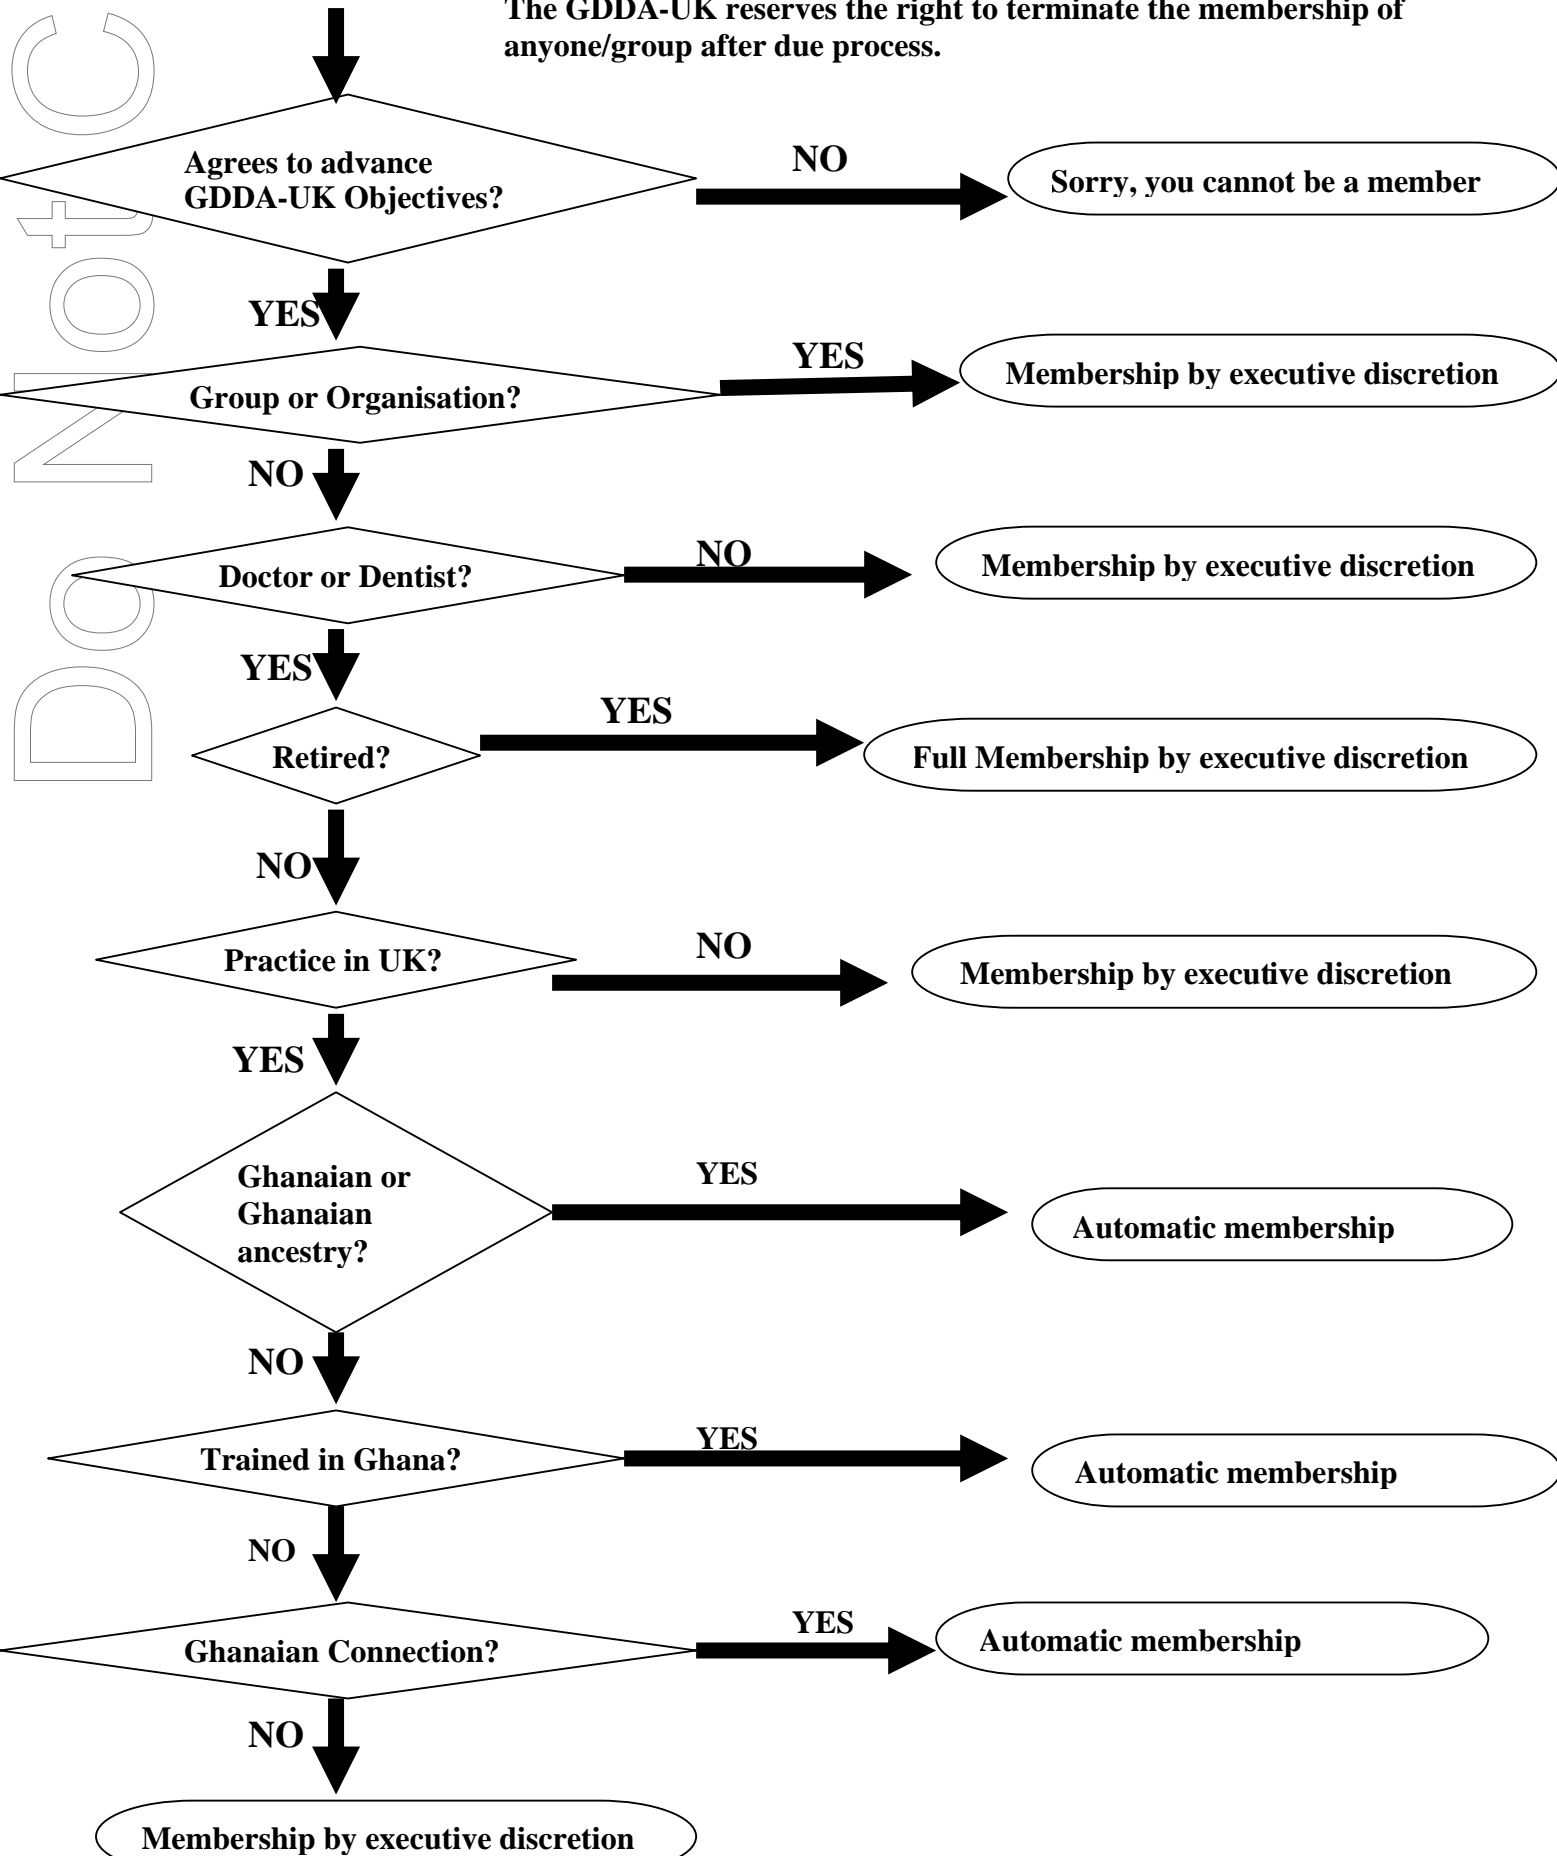 The GDDA-UK reserves the right to terminate the membership of
anyone/group after due process.
Agrees to advance
GDDA-UK Objectives?
NO
Sorry, you cannot be a member
YES
Group or Organisation?
YES
Membership by executive discretion
NO
Doctor or Dentist?
NO
Membership by executive discretion
YES
Retired?
YES
Full Membership by executive discretion
NO
Practice in UK?
NO
Membership by executive discretion
YES
Ghanaian or
Ghanaian
ancestry?
YES
Automatic membership
NO
Trained in Ghana?
YES
Automatic membership
NO
Ghanaian Connection?
YES
Automatic membership
NO
Membership by executive discretion
Do Not C